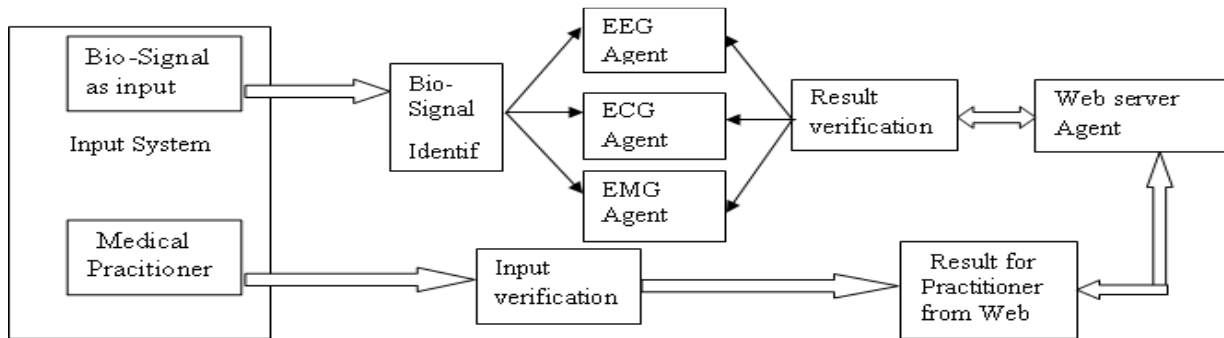 Bio-Signal
as input
Input System
Medical
Pracitioner
Bio-
Signal
Identif
EEG
Agent
ECG
Agent
EMG
Agent
Result
verification
Web server
Agent
Input
verification
Result for
Practitioner
from Web